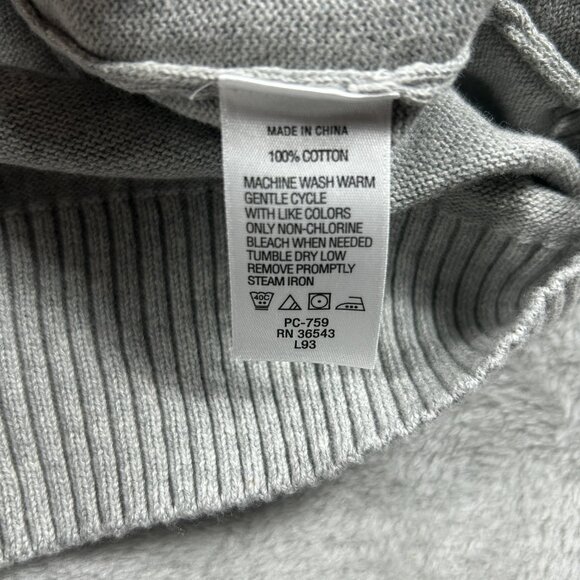 MADE IN CHINA
100% COTTON
MACHINE WASH WARM
GENTLE CYCLE
WITH LIKE COLORS
ONLY NON-CHLORINE
BLEACH WHEN NEEDED
TUMBLE DRY LOW
REMOVE PROMPTLY
STEAM IRON
40C
PC-759
RN 36543
L93